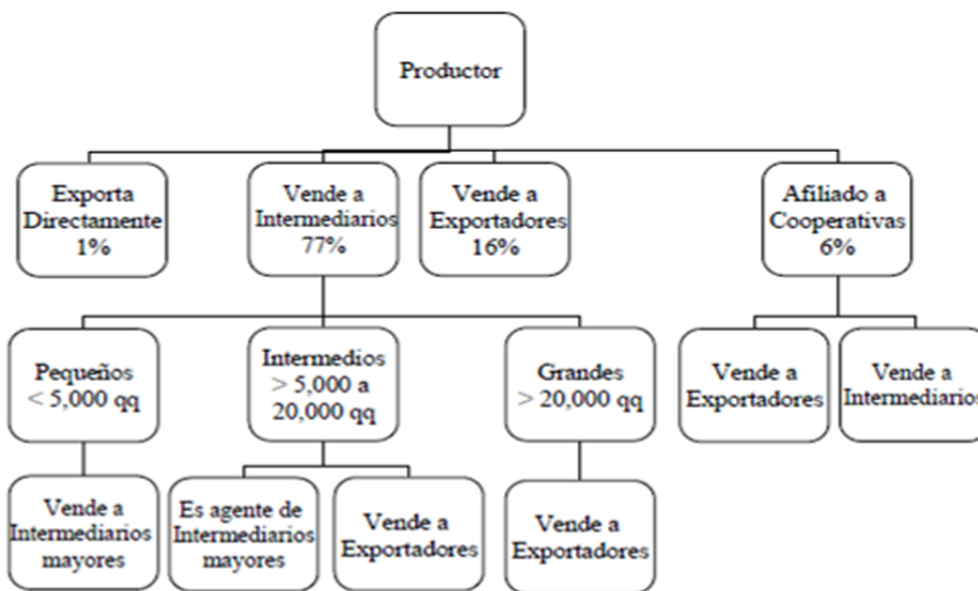 Productor
Exporta
Directamente
1%
Vende a
Intermediarios
77%
Vende a
Exportadores
16%
Afiliado a
Cooperativas
6%
Pequeños
< 5,000 qq
Intermedios
> 5,000 a
20,000 qq
Grandes
> 20,000 qq
Vende a
Exportadores
Vende a
Intermediarios
Vende a
Intermediarios
mayores
Es agente de
Intermediarios
mayores
Vende a
Exportadores
Vende a
Exportadores